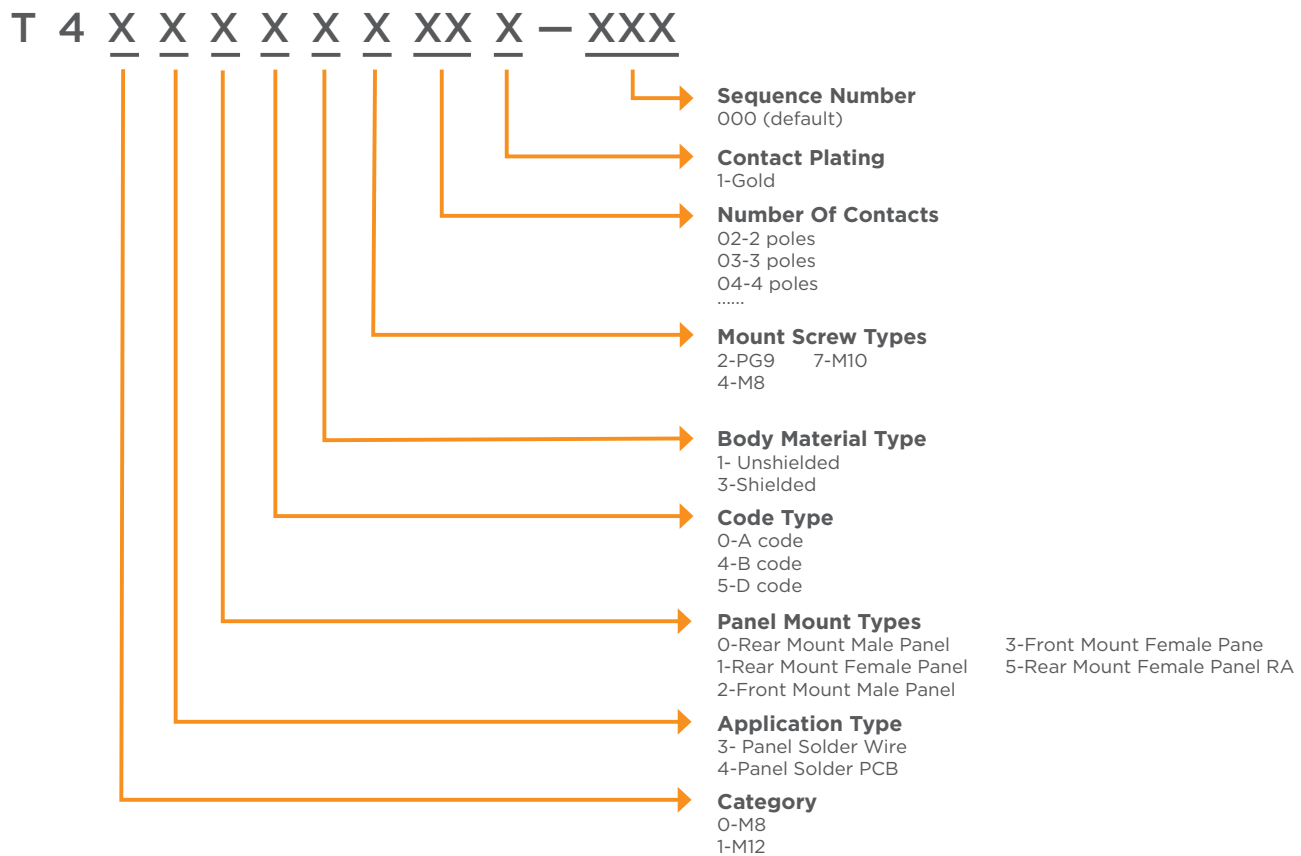 T 4 X X X X X X XX X — XXX
Sequence Number
000 (default)
Contact Plating
1-Gold
Number Of Contacts
02-2 poles
03-3 poles
04-4 poles
......
Mount Screw Types
2-PG9 7-M10
4-M8
Body Material Type
1- Unshielded
3-Shielded
Code Type
0-A code
4-B code
5-D code
Panel Mount Types
0-Rear Mount Male Panel 3-Front Mount Female Pane
1-Rear Mount Female Panel 5-Rear Mount Female Panel RA
2-Front Mount Male Panel
Application Type
3- Panel Solder Wire
4-Panel Solder PCB
Category
0-M8
1-M12